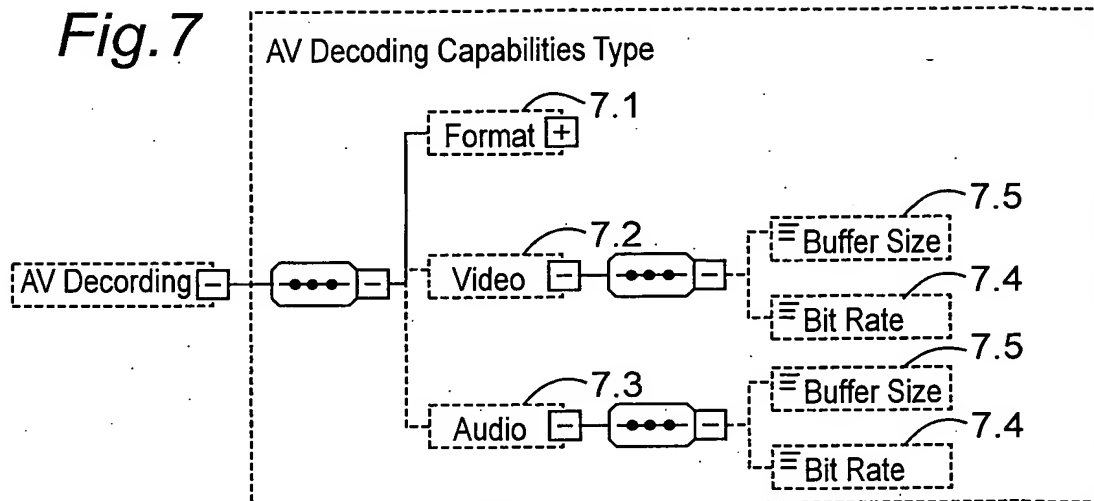 Fig.7
AV Decoding Capabilities Type
7.1
Format +
7.5
Buffer Size
7.2
Video
AV Decording
7.4
Bit Rate
7.5
Buffer Size
7.3
Audio
7.4
Bit Rate